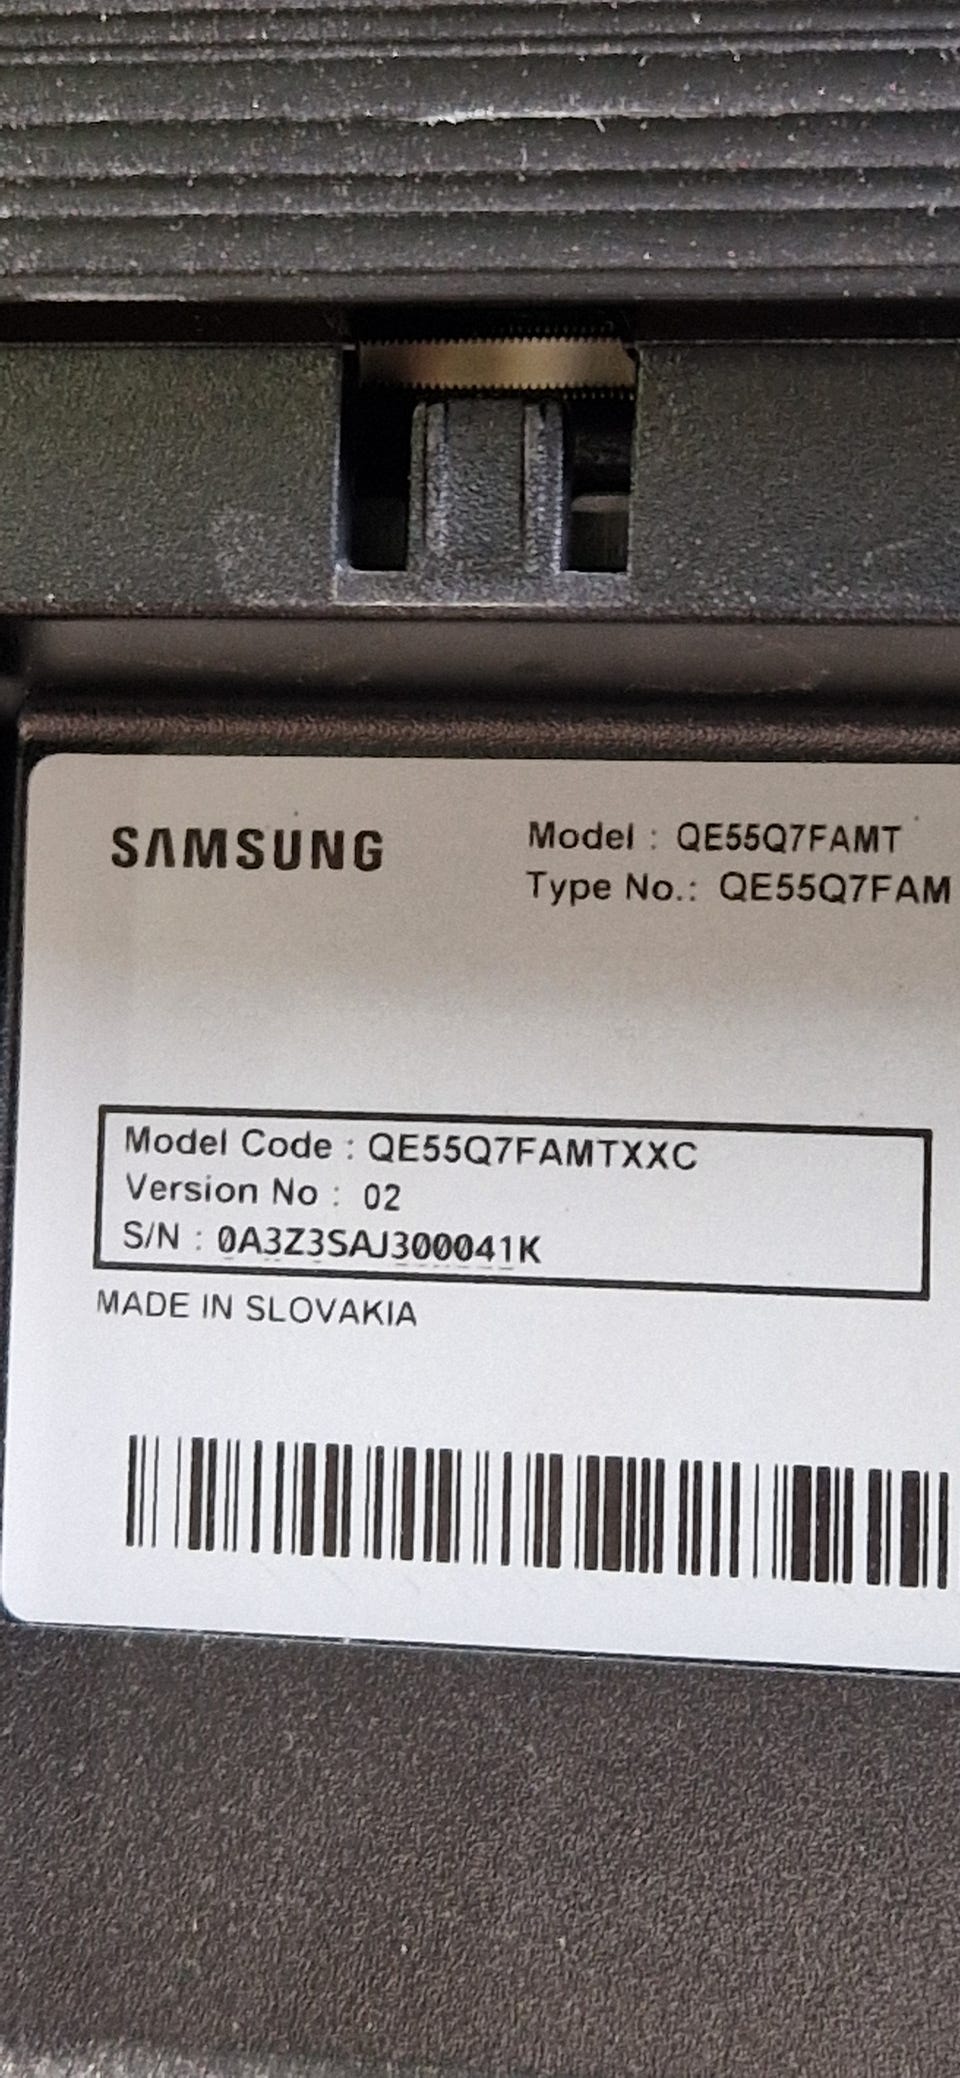 SAMSUNG
Model : QE55Q7FAMT
Type No.: QE55Q7FAM
Model Code : QE55Q7FAMTXXC
Version No : 02
S/N : 0A3Z3SAJ300041K
MADE IN SLOVAKIA